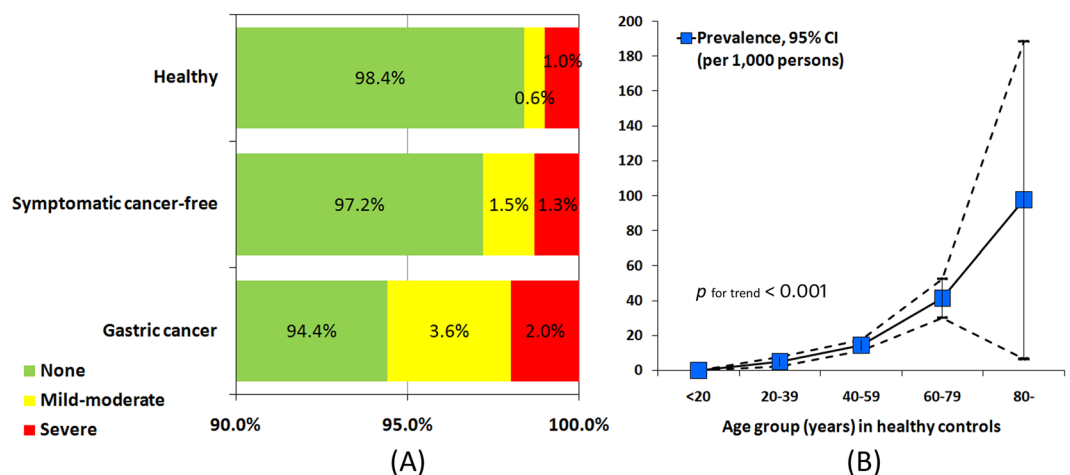 Healthy
98.4%
0.6%
1.0%
Symptomatic cancer-free
97.2%
1.5%
1.3%
Gastric cancer
94.4%
3.6%
2.0%
None
Mild-moderate
Severe
90.0%
95.0%
100.0%
(A)
200
180
160
140
120
100
80
60
40
20
0
Prevalence, 95% CI
(per 1,000 persons)
p for trend < 0.001
<20
20-39
40-59
60-79
80-
Age group (years) in healthy controls
(B)